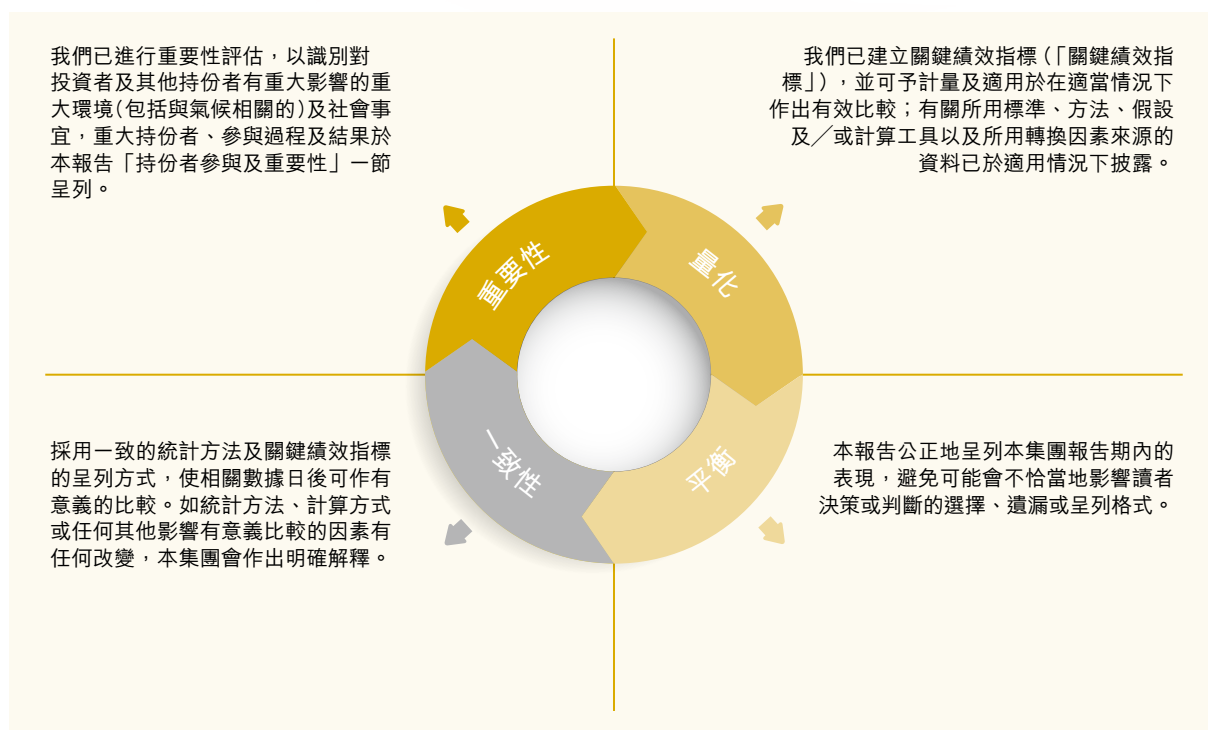 我們已進行重要性評估，以識別對
投資者及其他持份者有重大影響的重
大環境(包括與氣候相關的)及社會事
宜，重大持份者、參與過程及結果於
本報告「持份者參與及重要性」一節
呈列。
我們已建立關鍵績效指標(「關鍵績效指
標」)，並可予計量及適用於在適當情況下
作出有效比較；有關所用標準、方法、假設
及╱或計算工具以及所用轉換因素來源的
資料已於適用情況下披露。
重要性
量化
一致性
平衡
採用一致的統計方法及關鍵績效指標
的呈列方式，使相關數據日後可作有
意義的比較。如統計方法、計算方式
或任何其他影響有意義比較的因素有
任何改變，本集團會作出明確解釋。
本報告公正地呈列本集團報告期內的
表現，避免可能會不恰當地影響讀者
決策或判斷的選擇、遺漏或呈列格式。